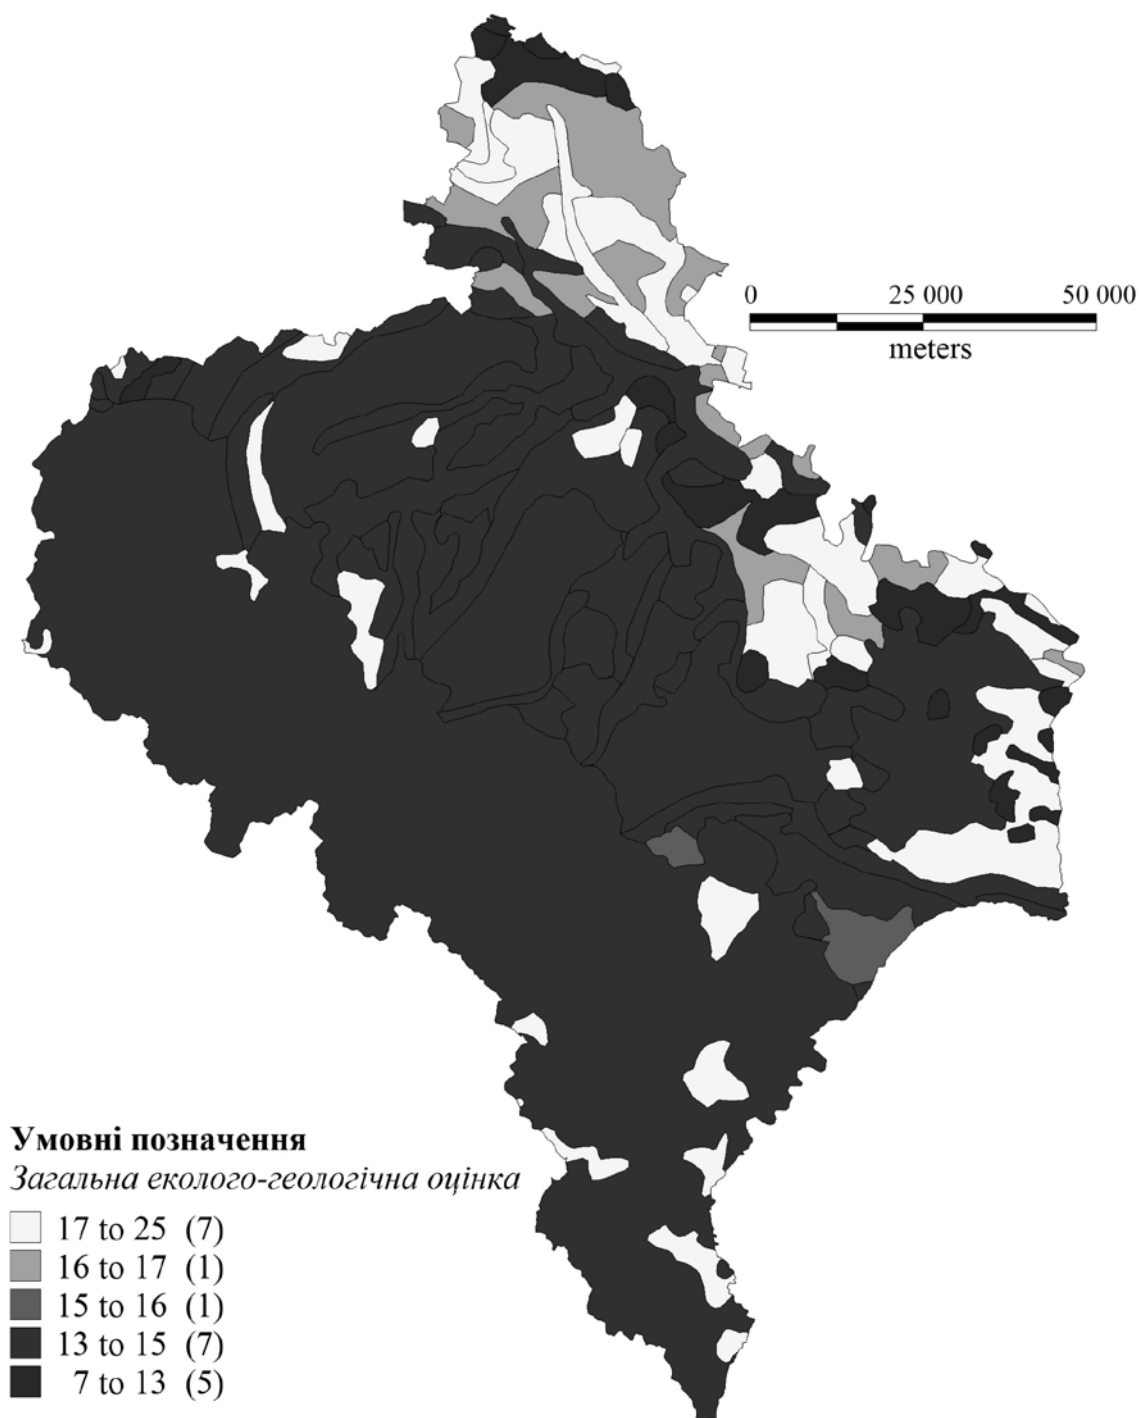 0 25 000 50 000
meters
Умовні позначення
Загальна еколого-геологічна оцінка
17 to 25 (7)
16 to 17 (1)
15 to 16 (1)
13 to 15 (7)
7 to 13 (5)